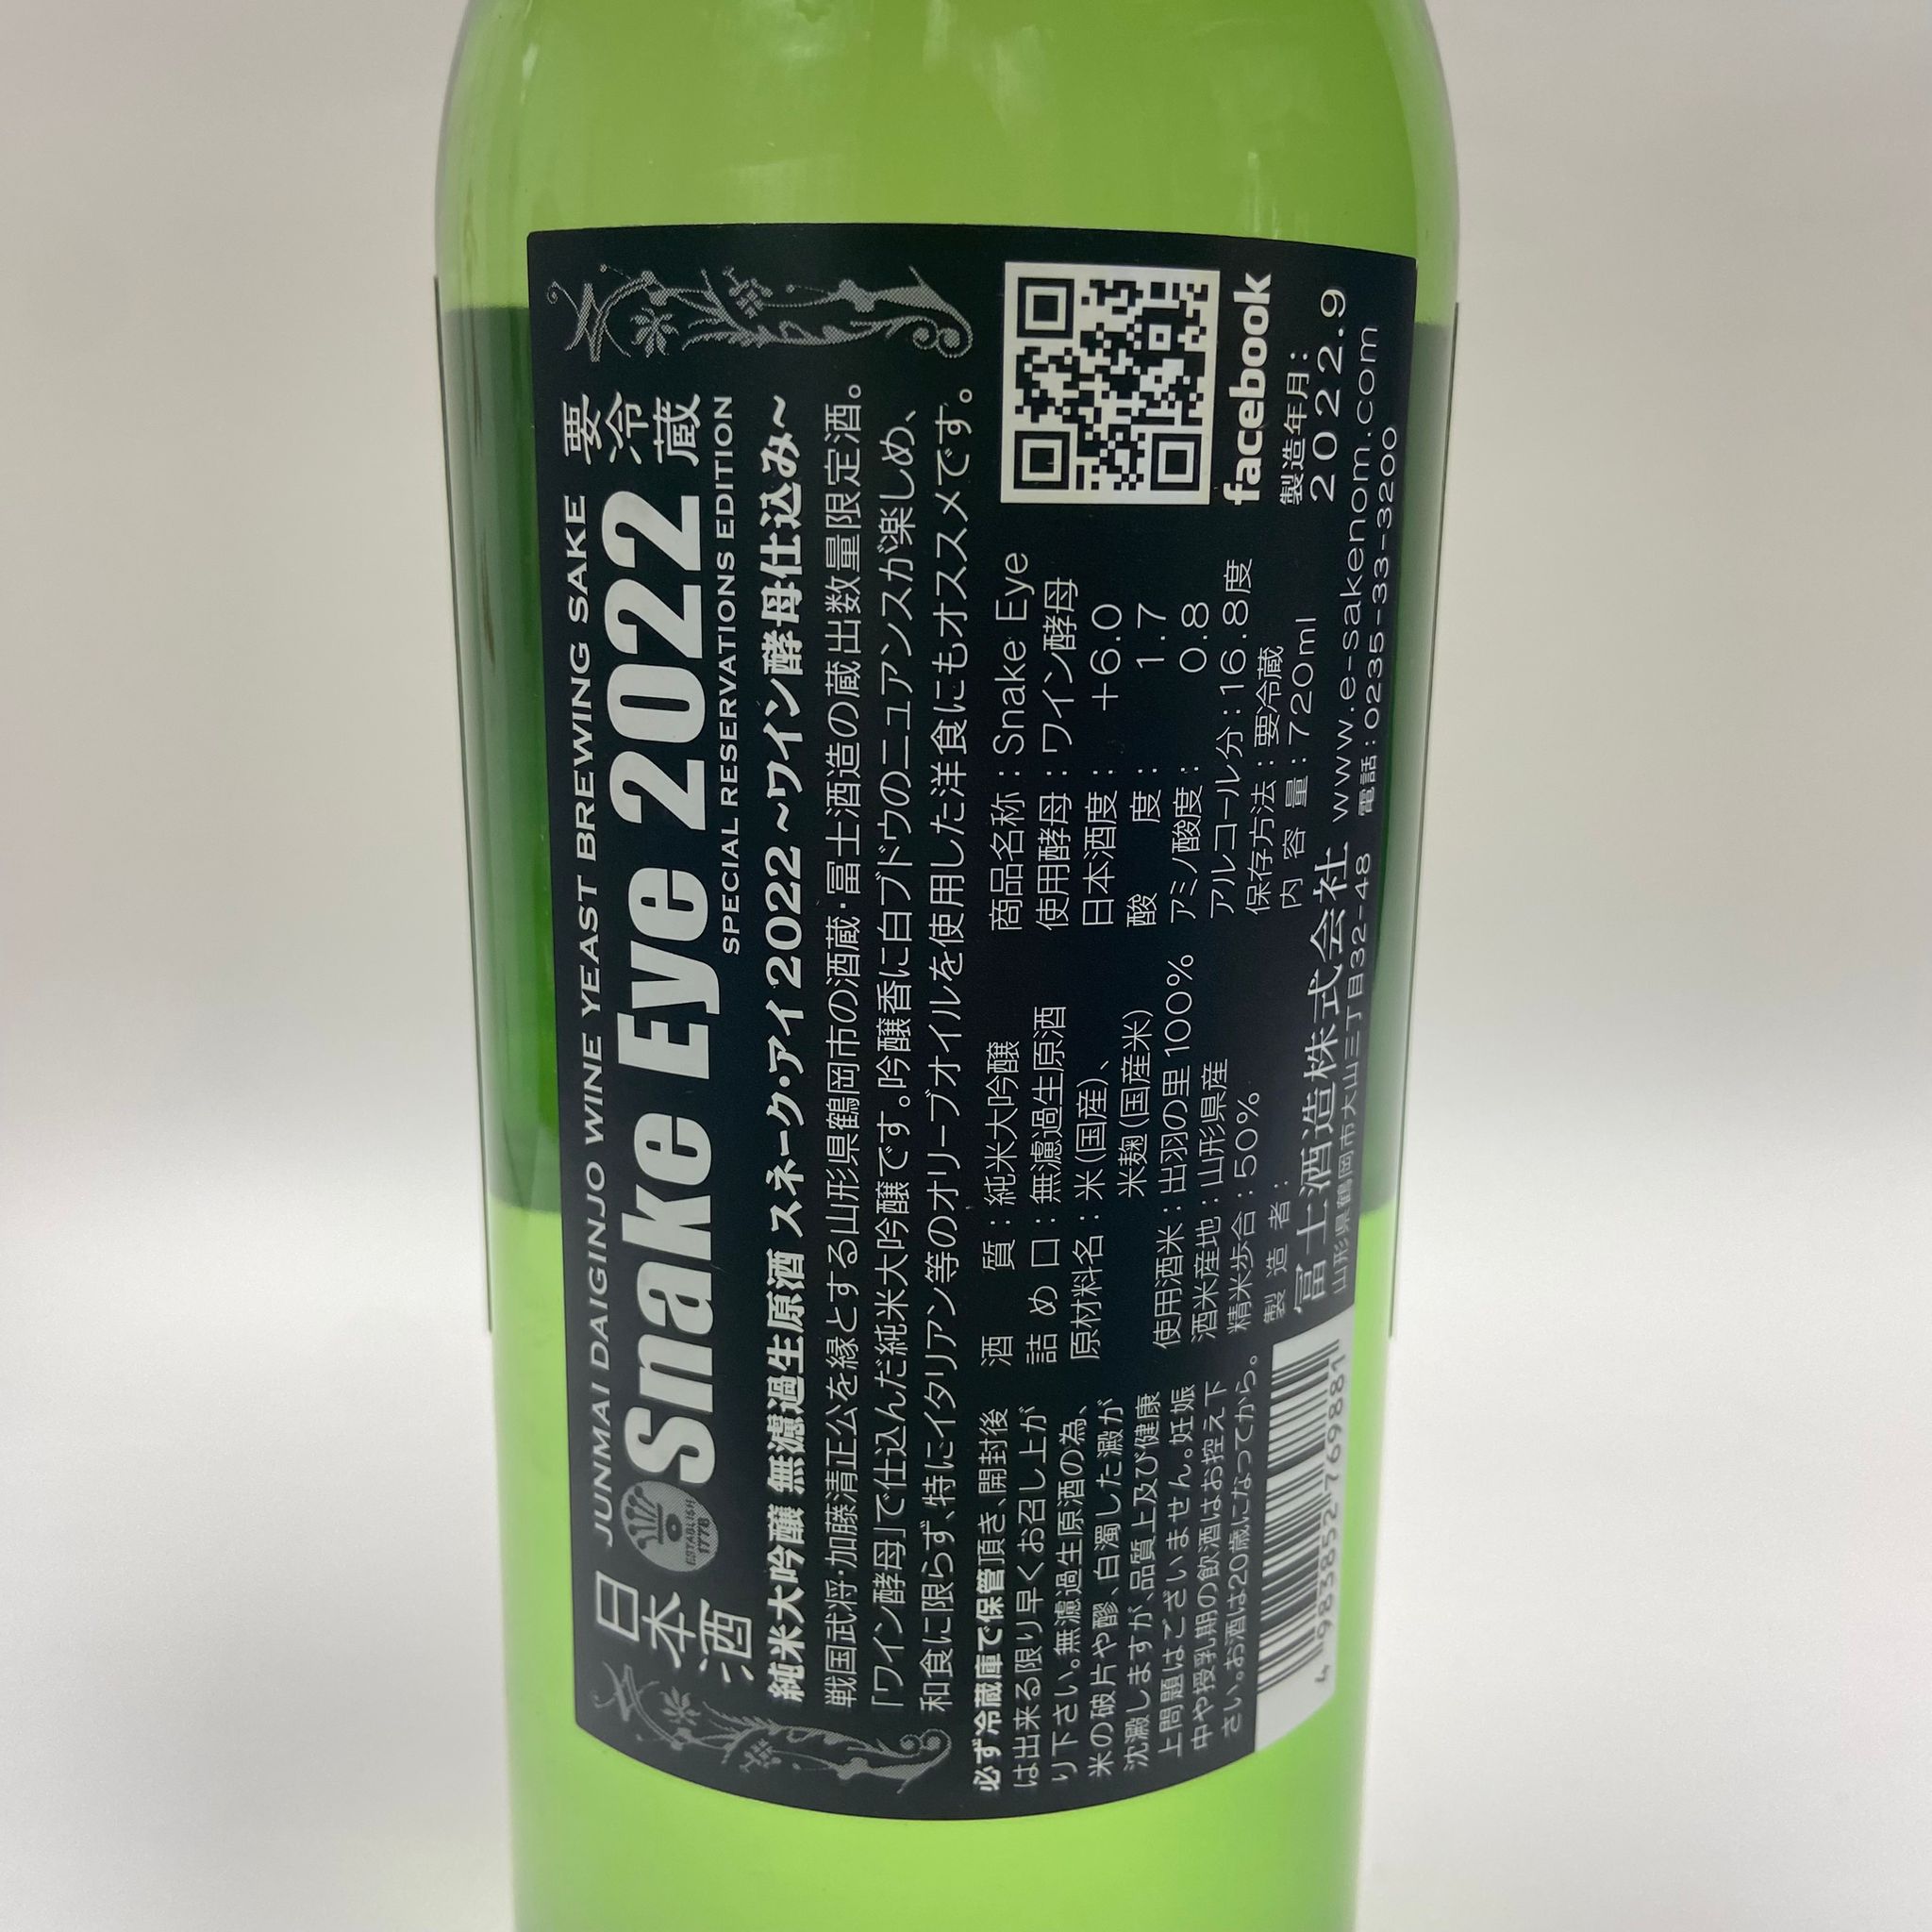 日本酒
JUNMAI DAIGINJO WINE YEAST BREWING SAKE
ESTABLISH
1778
Snake Eye 2022
SPECIAL RESERVATIONS EDITION
要冷蔵
純米大吟醸 無濾過生原酒 スネーク・アイ 2022 ~ワイン酵母仕込み~
戦国武将・加藤清正公を縁とする山形県鶴岡市の酒蔵・冨士酒造の蔵出数量限定酒。
「ワイン酵母」で仕込んだ純米大吟醸です。吟醸香に白ブドウのニュアンスが楽しめ、
和食に限らず、特にイタリアン等のオリーブオイルを使用した洋食にもオススメです。
必ず冷蔵庫で保管頂き、開封後
は出来る限り早くお召し上が
り下さい。無濾過生原酒の為、
米の破片や醪、白濁した澱が
沈澱しますが、品質上及び健康
上問題はございません。妊娠
中や授乳期の飲酒はお控え下
さい。お酒は20歳になってから。
4 983852 769881
酒質：純米大吟醸
詰め口：無濾過生原酒
原材料名：米(国産)、
米麹(国産米)
使用酒米：出羽の里100%
酒米産地：山形県産
精米歩合：50%
製造者：
冨士酒造株式会社
山形県鶴岡市大山三丁目32-48
商品名称：Snake Eye
使用酵母：ワイン酵母
日本酒度：+6.0
酸度：1.7
アミノ酸度：0.8
アルコール分：16.8度
保存方法：要冷蔵
内容量：720ml
www.e-sakenom.com
電話：0235-33-3200
facebook
製造年月：
2022.9